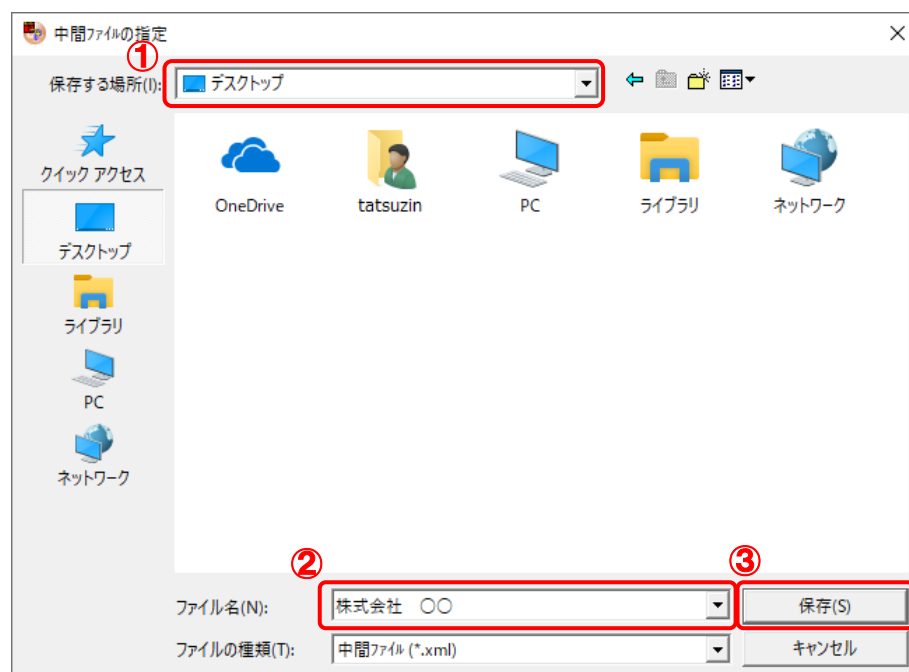 中間ﾌｧｲﾙの指定
①
保存する場所(I):
デスクトップ
クイック アクセス
デスクトップ
ライブラリ
PC
ネットワーク
OneDrive
tatsuzin
PC
ライブラリ
ネットワーク
②
③
ファイル名(N):
株式会社　〇〇
保存(S)
ファイルの種類(T):
中間ﾌｧｲﾙ (*.xml)
キャンセル